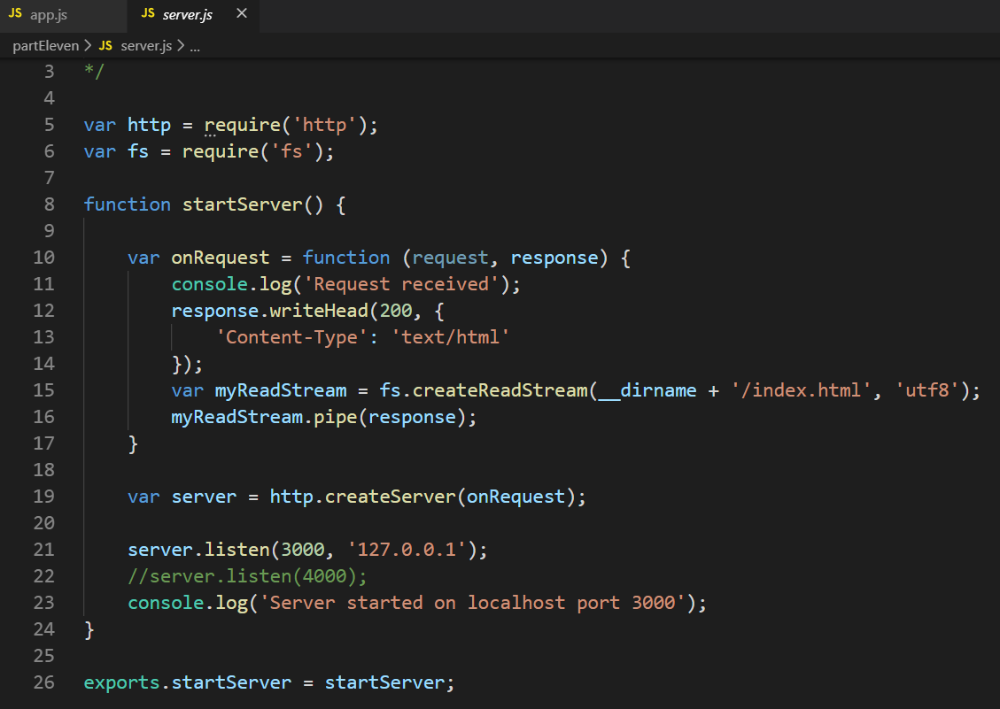 JS app.js JS server.js ×
partEleven > JS server.js > ...
3 */
4
5 var http = require('http');
6 var fs = require('fs');
7
8 function startServer() {
9
10 var onRequest = function (request, response) {
11 console.log('Request received');
12 response.writeHead(200, {
13 'Content-Type': 'text/html'
14 });
15 var myReadStream = fs.createReadStream(__dirname + '/index.html', 'utf8');
16 myReadStream.pipe(response);
17 }
18
19 var server = http.createServer(onRequest);
20
21 server.listen(3000, '127.0.0.1');
22 //server.listen(4000);
23 console.log('Server started on localhost port 3000');
24 }
25
26 exports.startServer = startServer;